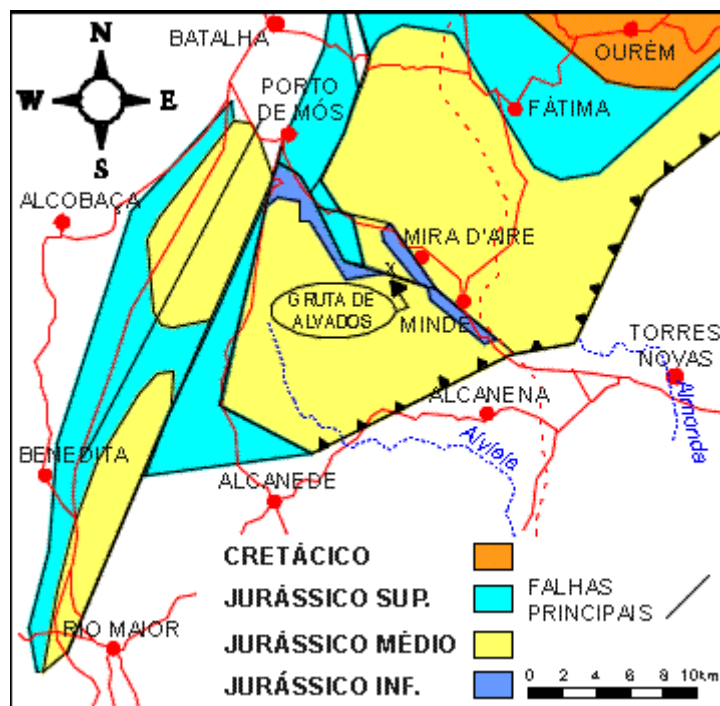 N
W E
S
BATALHA
OURÉM
PORTO
DE MÓS
FÁTIMA
ALCOBAÇA
MIRA D'AIRE
GRUTA DE
ALVADOS
MINDE
TORRES
NOVAS
ALCANENA
Almonda
BENEDITA
Alviela
ALCANEDE
CRETÁCICO
JURÁSSICO SUP.
FALHAS
PRINCIPAIS
JURÁSSICO MÉDIO
RIO MAIOR
JURÁSSICO INF.
0 2 4 6 8 10km